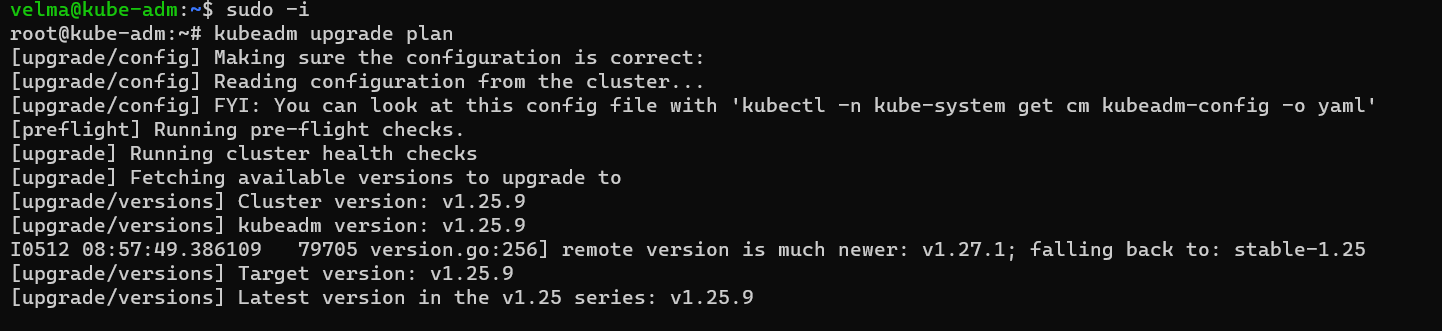 velma@kube-adm:~$ sudo -i
root@kube-adm:~# kubeadm upgrade plan
[upgrade/config] Making sure the configuration is correct:
[upgrade/config] Reading configuration from the cluster...
[upgrade/config] FYI: You can look at this config file with 'kubectl -n kube-system get cm kubeadm-config -o yaml'
[preflight] Running pre-flight checks.
[upgrade] Running cluster health checks
[upgrade] Fetching available versions to upgrade to
[upgrade/versions] Cluster version: v1.25.9
[upgrade/versions] kubeadm version: v1.25.9
I0512 08:57:49.386109   79705 version.go:256] remote version is much newer: v1.27.1; falling back to: stable-1.25
[upgrade/versions] Target version: v1.25.9
[upgrade/versions] Latest version in the v1.25 series: v1.25.9